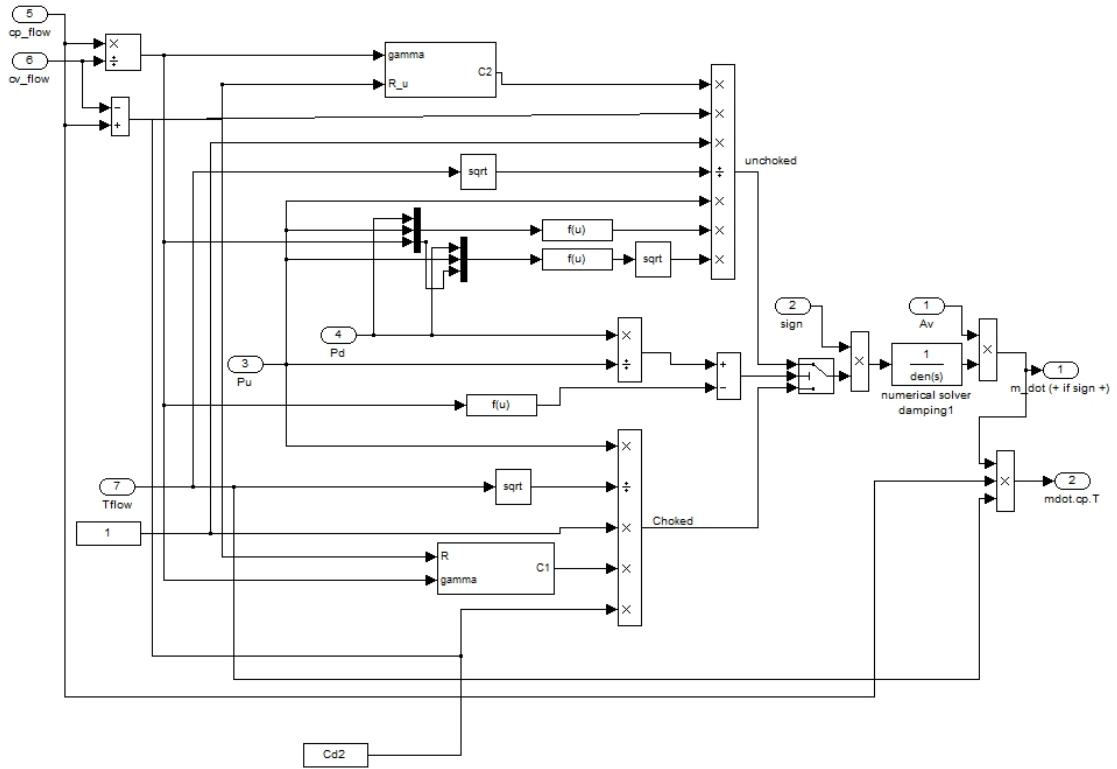 5
cp_flow
6
cv_flow
×
÷
−
+
gamma
R_u
C2
×
×
×
÷
×
×
×
unchoked
sqrt
f(u)
f(u)
sqrt
4
Pd
3
Pu
×
÷
+
−
f(u)
2
sign
×
1
den(s)
numerical solver
damping1
1
Av
×
1
m_dot (+ if sign +)
×
2
mdot.cp.T
7
Tflow
1
sqrt
×
÷
×
×
×
Choked
R
gamma
C1
Cd2